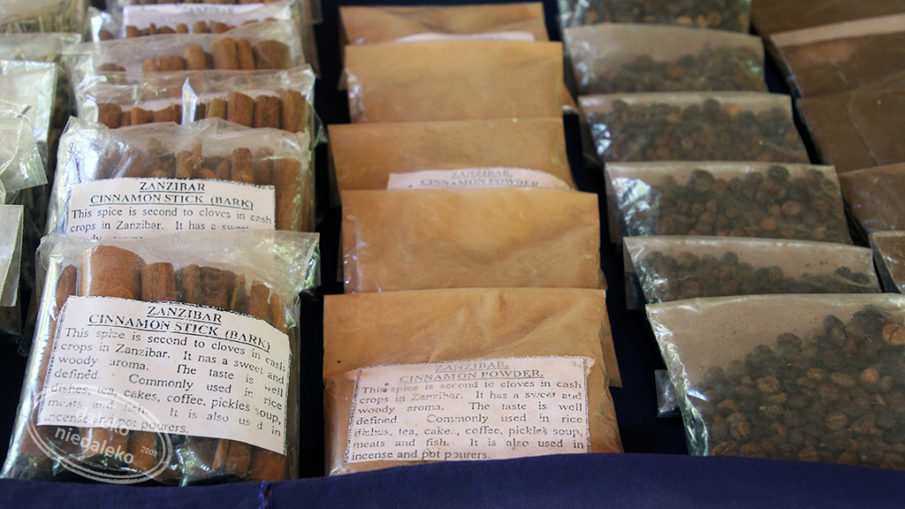 ZANZIBAR
CINNAMON STICK (BARK)
This spice is second to cloves in cash
crops in Zanzibar. It has a sweet
ZANZIBAR
CINNAMON STICK (BARK)
This spice is second to cloves in cash
crops in Zanzibar. It has a sweet and
woody aroma. The taste is well
defined. Commonly used in rice
dishes, tea, cakes, coffee, pickles soup,
meats and fish. It is also used in
incense and pot pourers.
niedaleko
ZANZIBAR
CINNAMON POWDER
ZANZIBAR
CINNAMON POWDER.
This spice is second to cloves in cash
crops in Zanzibar. It has a sweet and
woody aroma. The taste is well
defined. Commonly used in rice
dishes, tea, cakes, coffee, pickle's soup,
meats and fish. It is also used in
incense and pot pourers.